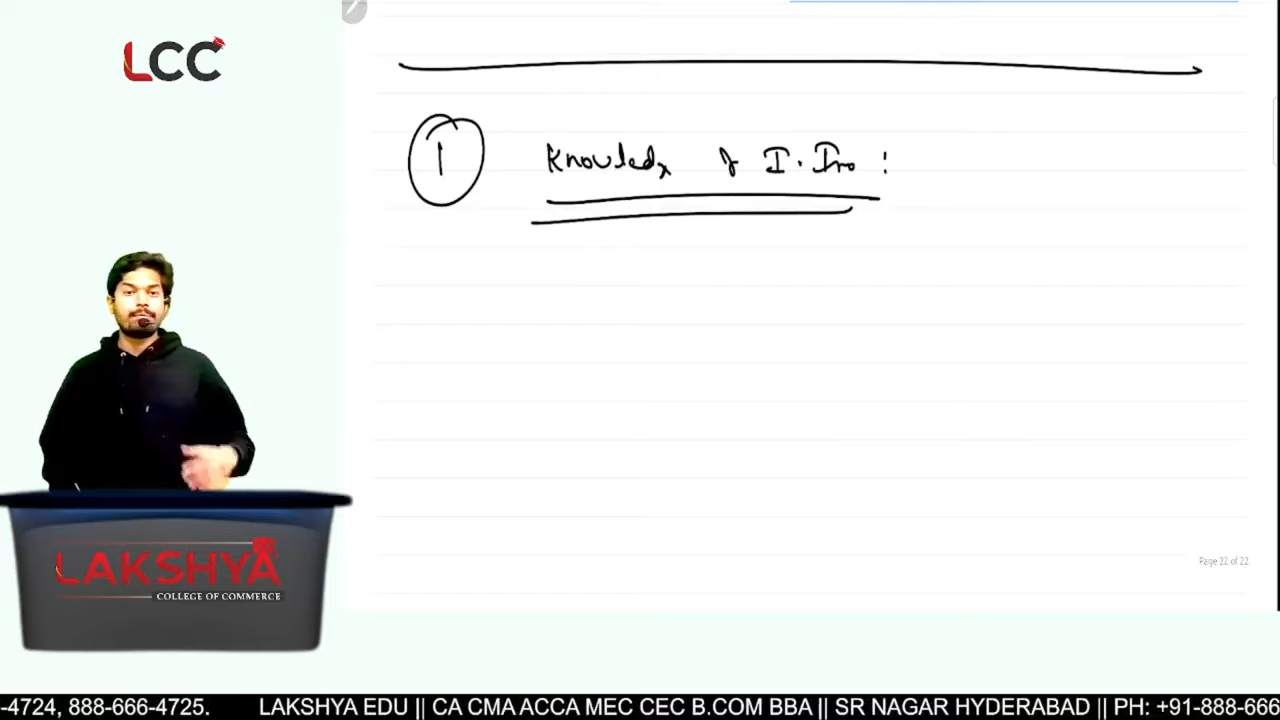 LCC
1 Knowledge of I. Iro :
LAKSHYA
COLLEGE OF COMMERCE
Page 22 of 22
-4724, 888-666-4725. LAKSHYA EDU || CA CMA ACCA MEC CEC B.COM BBA || SR NAGAR HYDERABAD || PH: +91-888-666